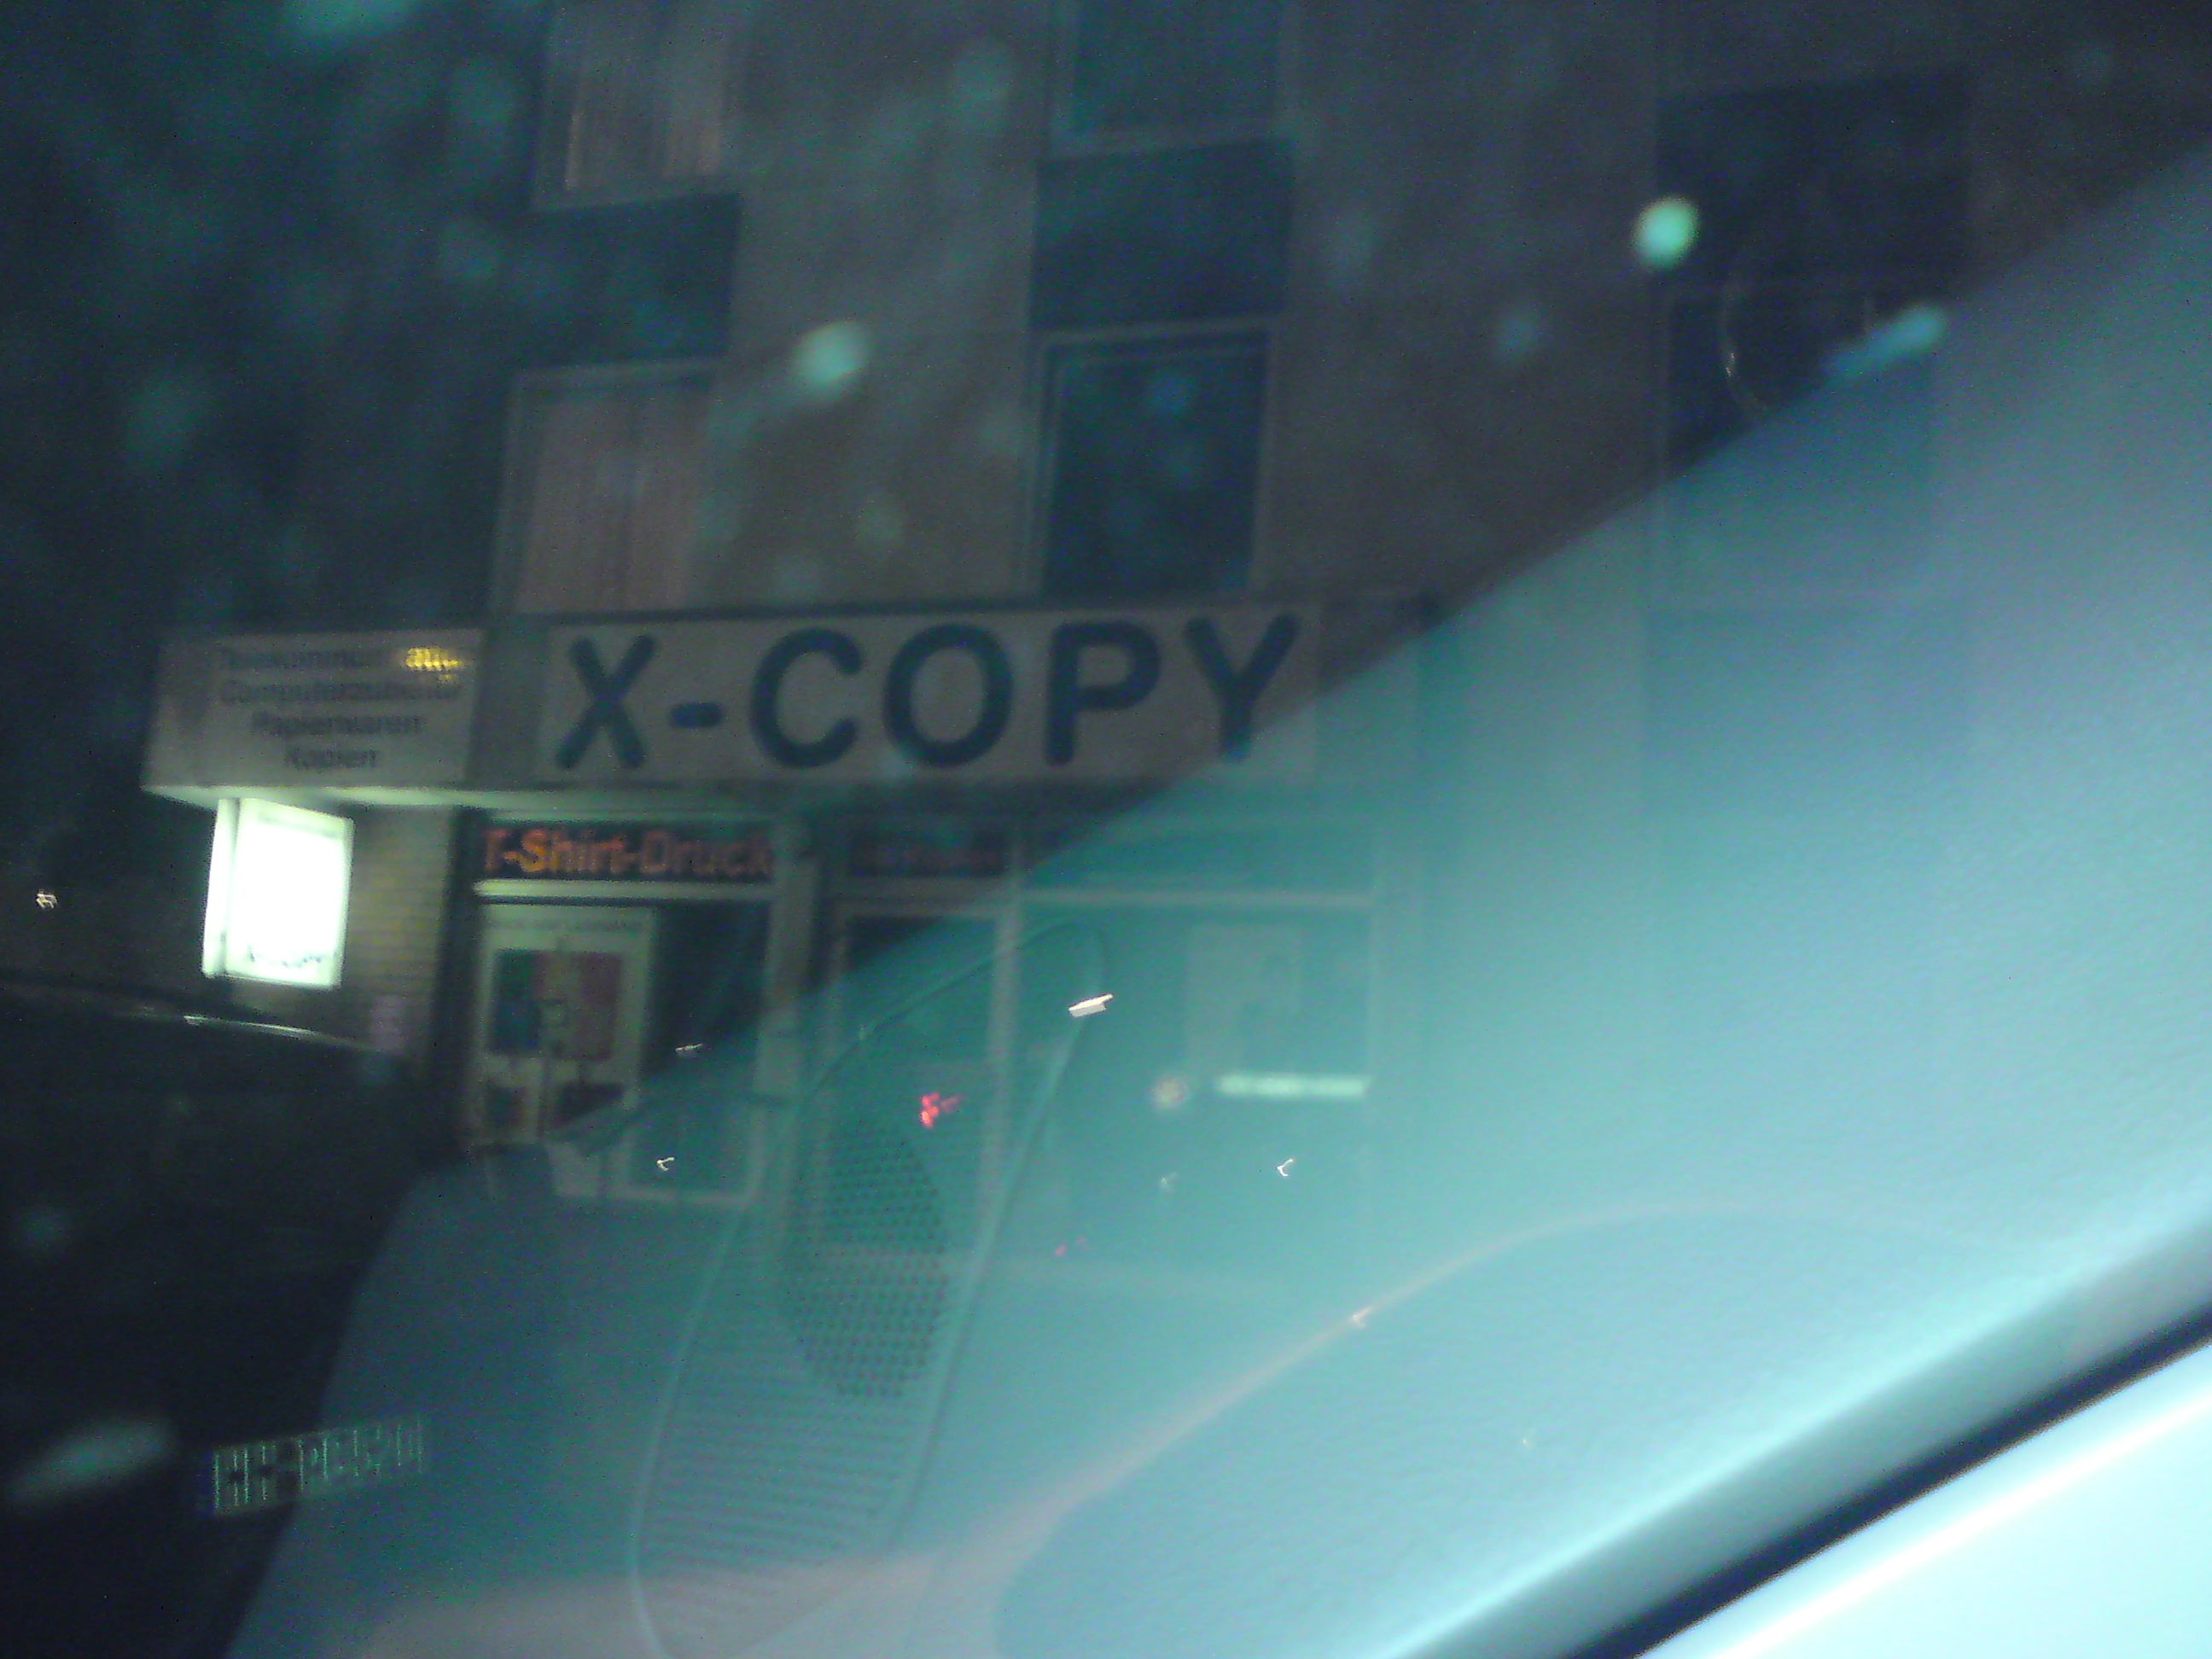 Telekommunikation
Computerzubehör
Papierwaren
Kopien
X-COPY
T-Shirt-Druck